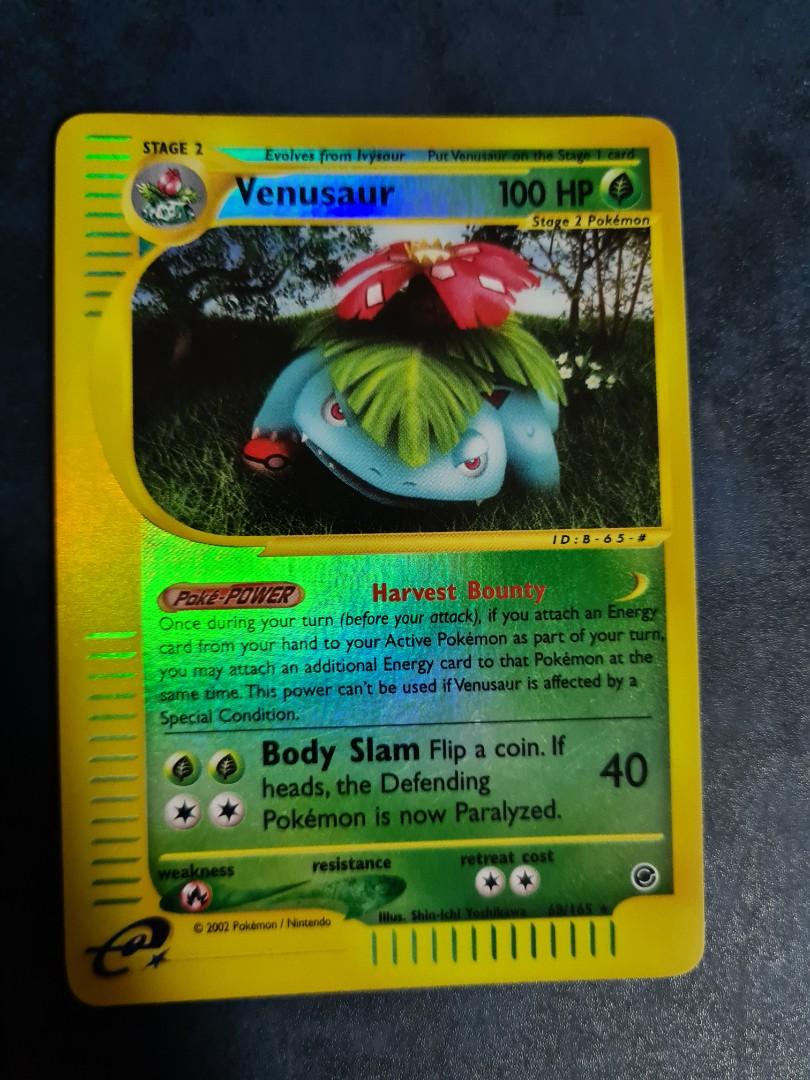 STAGE 2 Evolves from Ivysaur Put Venusaur on the Stage 1 card
Venusaur 100 HP
Stage 2 Pokémon
ID:B-65-#
Poké-POWER Harvest Bounty
Once during your turn (before your attack), if you attach an Energy
card from your hand to your Active Pokémon as part of your turn,
you may attach an additional Energy card to that Pokémon at the
same time. This power can't be used if Venusaur is affected by a
Special Condition.
Body Slam Flip a coin. If
heads, the Defending
Pokémon is now Paralyzed.
40
weakness resistance retreat cost
Illus. Shin-ichi Yoshikawa 68/165 ★
© 2002 Pokémon / Nintendo
e